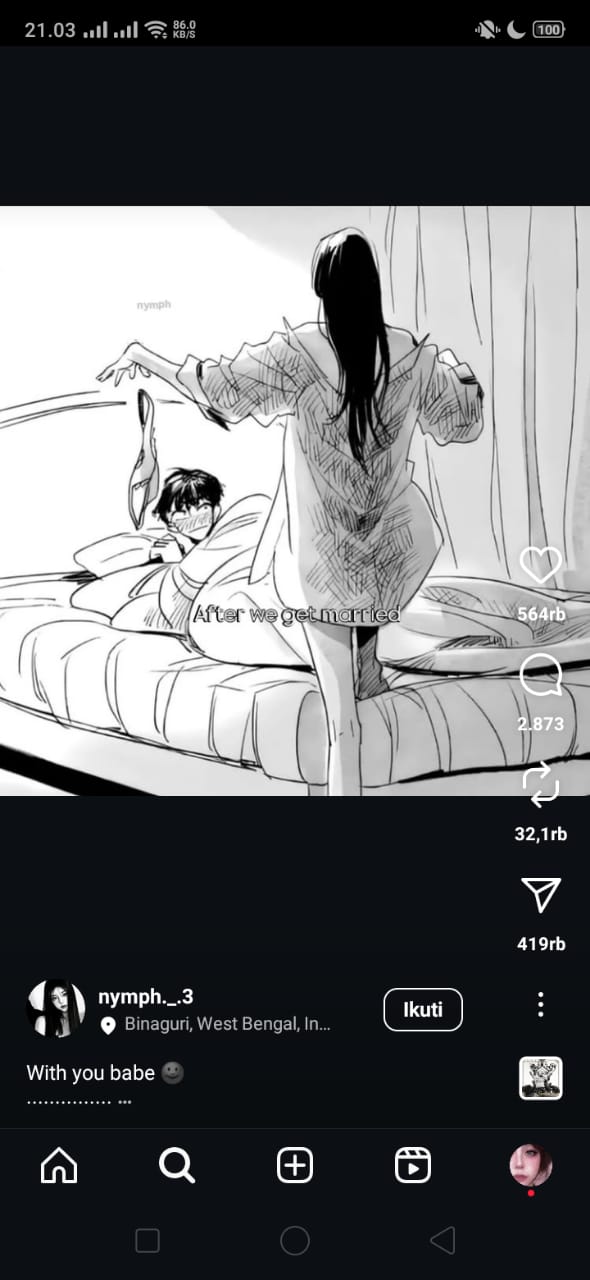 21.03
86.0
KB/S
100
nymph
After we get married
564rb
2.873
32,1rb
419rb
nymph._.3
Ikuti
Binaguri, West Bengal, In...
With you babe 🌚
............... ...